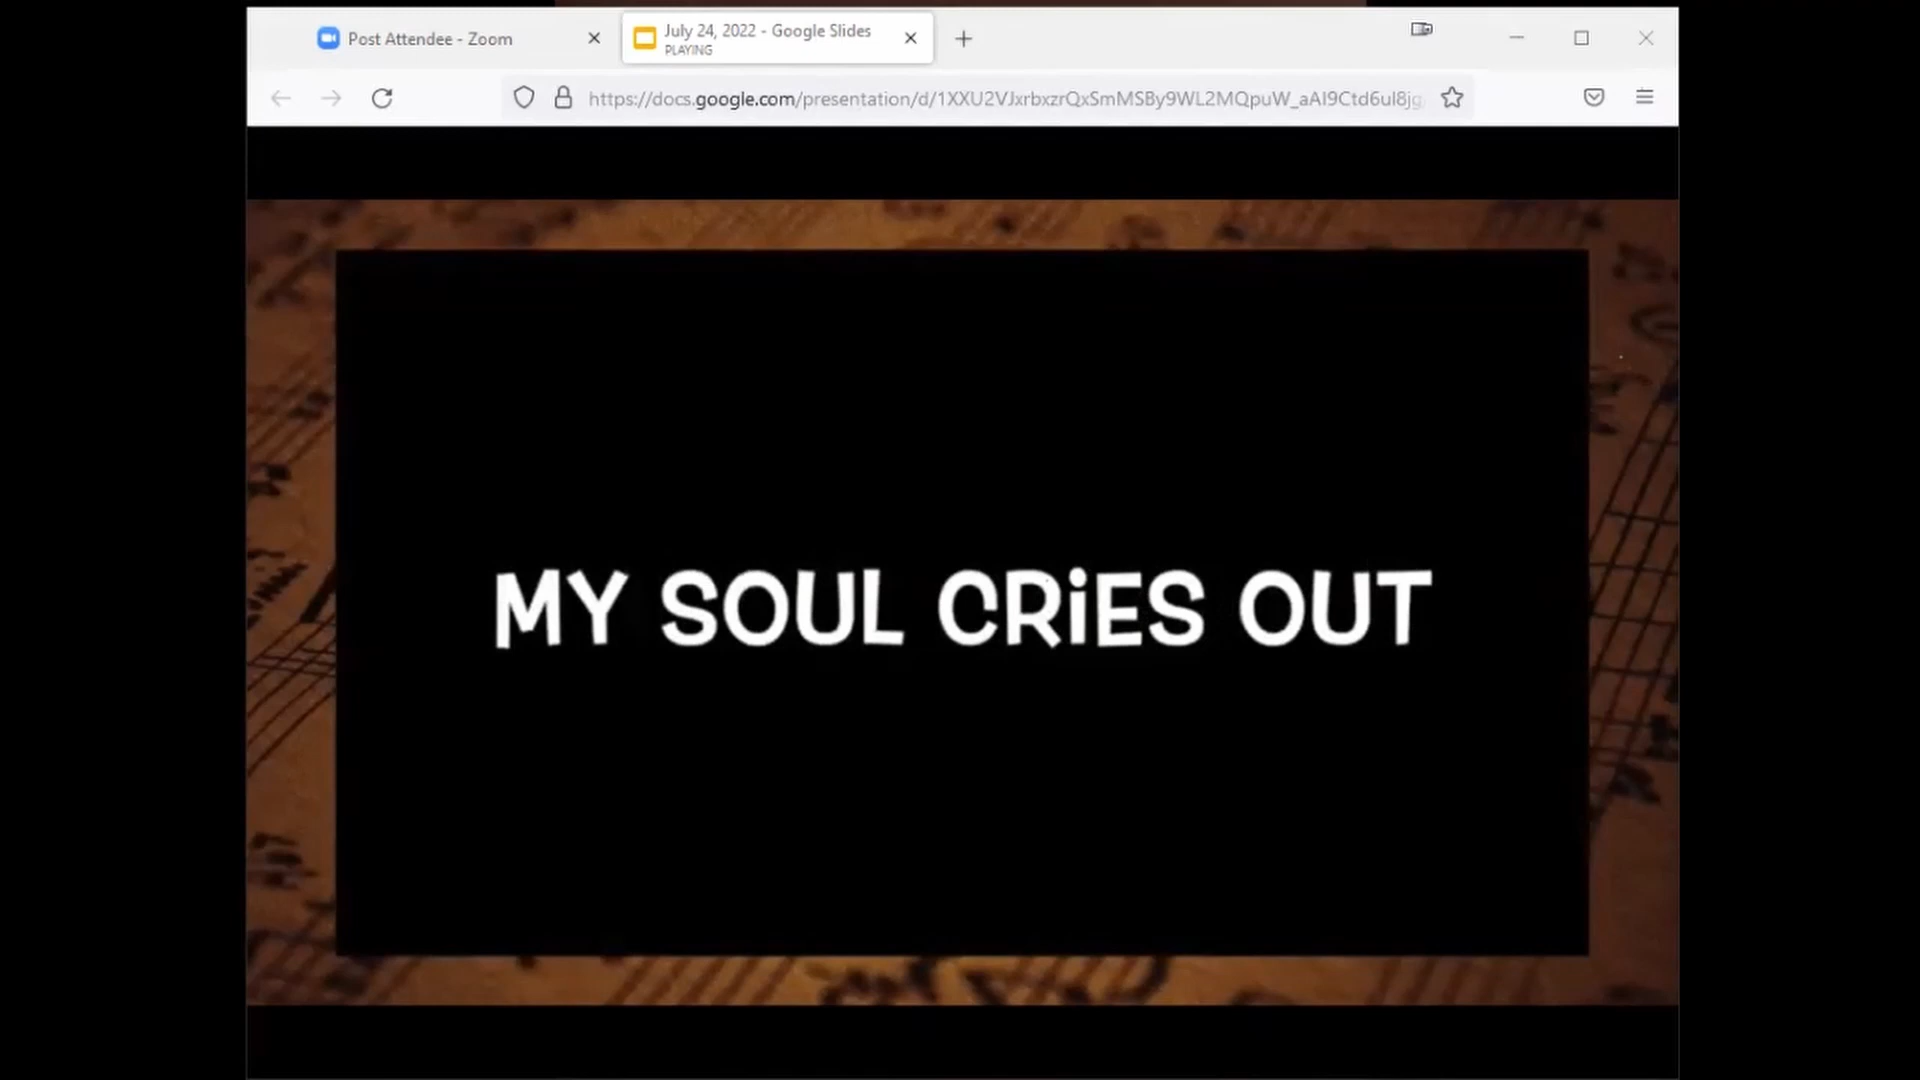 Post Attendee - Zoom
July 24, 2022 - Google Slides
PLAYING
https://docs.google.com/presentation/d/1XXU2VJxrbxzrQxSmMSBy9WL2MQpuW_aAI9Ctd6ul8jg
MY SOUL CRiES OUT